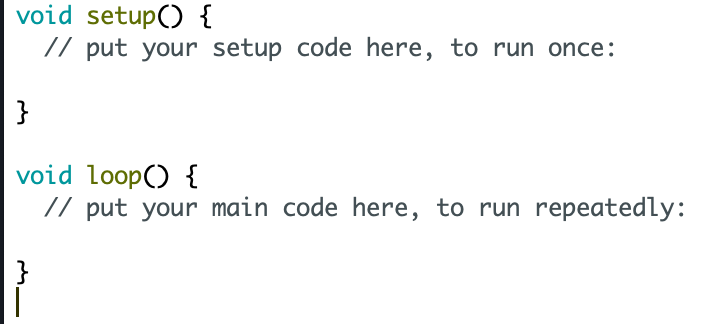 void setup() {
  // put your setup code here, to run once:
}
void loop() {
  // put your main code here, to run repeatedly:
}